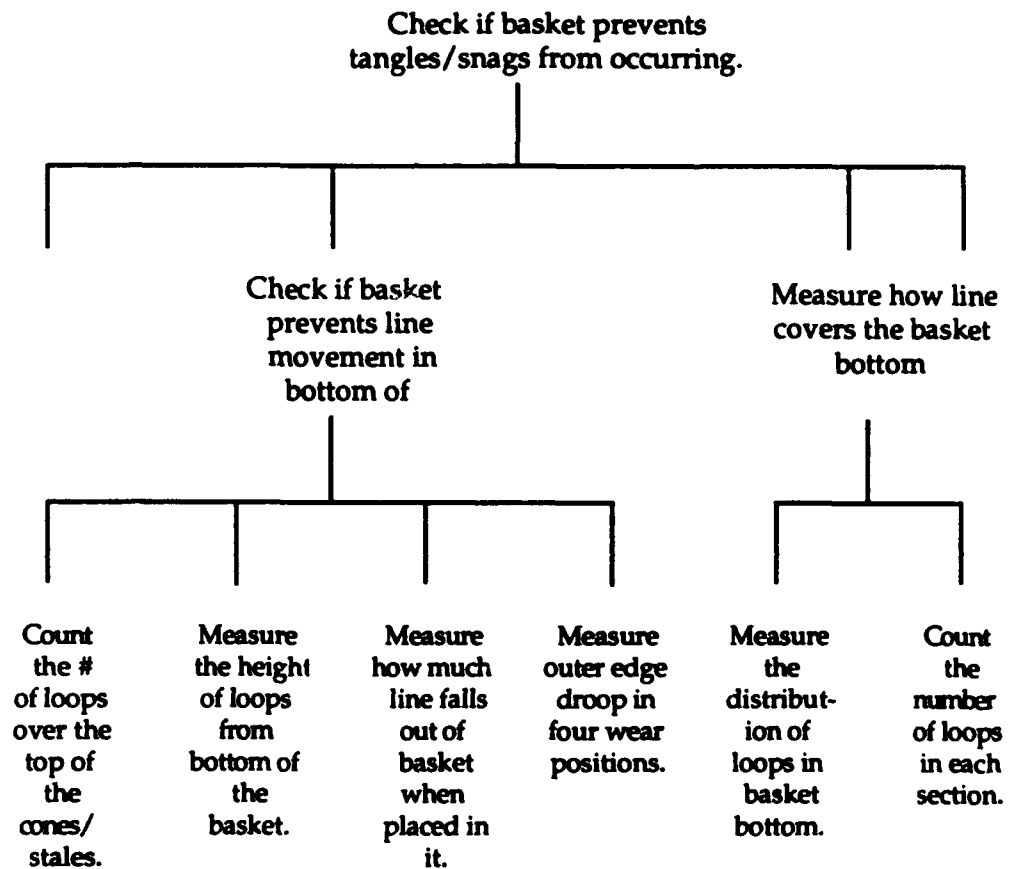 Check if basket prevents
tangles/snags from occurring.
Check if basket
prevents line
movement in
bottom of
Measure how line
covers the basket
bottom
Count
the #
of loops
over the
top of
the
cones/
stales.
Measure
the height
of loops
from
bottom of
the
basket.
Measure
how much
line falls
out of
basket
when
placed in
it.
Measure
outer edge
droop in
four wear
positions.
Measure
the
distribut-
ion of
loops in
basket
bottom.
Count
the
number
of loops
in each
section.